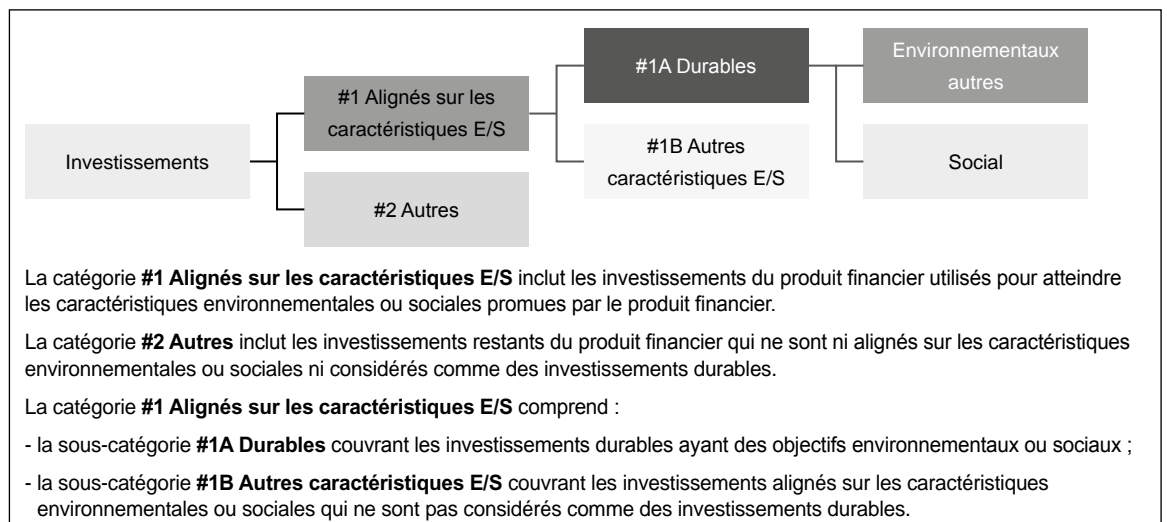 Investissements
#1 Alignés sur les
caractéristiques E/S
#2 Autres
#1A Durables
#1B Autres
caractéristiques E/S
Environnementaux
autres
Social
La catégorie #1 Alignés sur les caractéristiques E/S inclut les investissements du produit financier utilisés pour atteindre
les caractéristiques environnementales ou sociales promues par le produit financier.
La catégorie #2 Autres inclut les investissements restants du produit financier qui ne sont ni alignés sur les caractéristiques
environnementales ou sociales ni considérés comme des investissements durables.
La catégorie #1 Alignés sur les caractéristiques E/S comprend :
- la sous-catégorie #1A Durables couvrant les investissements durables ayant des objectifs environnementaux ou sociaux ;
- la sous-catégorie #1B Autres caractéristiques E/S couvrant les investissements alignés sur les caractéristiques
environnementales ou sociales qui ne sont pas considérés comme des investissements durables.